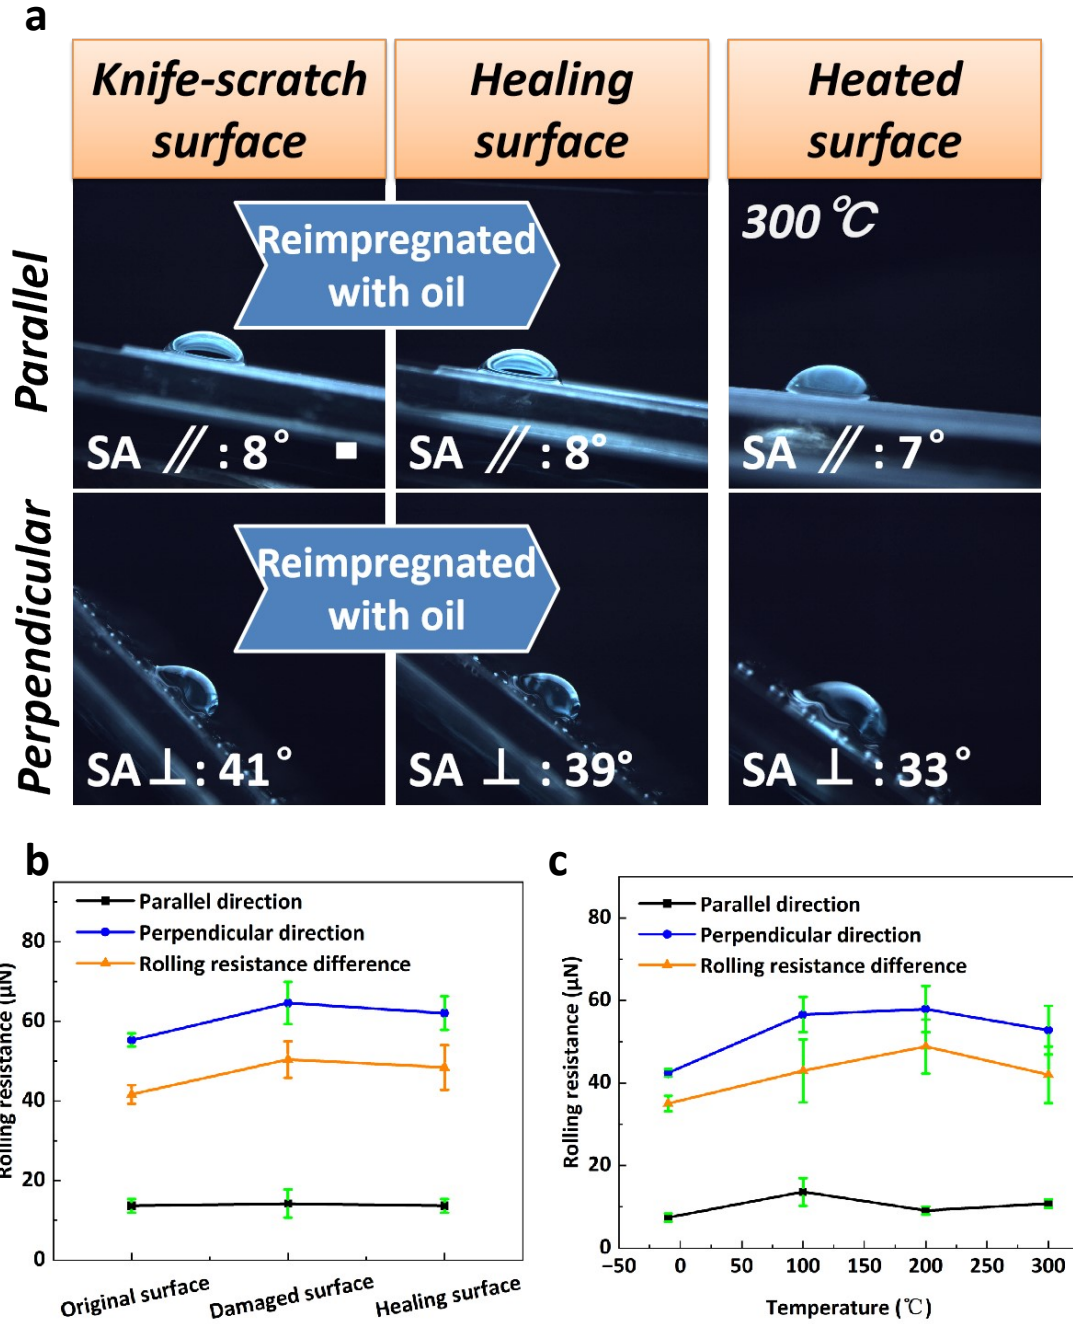 a
Knife-scratch
surface
Healing
surface
Heated
surface
Parallel
Reimpregnated
with oil
300 ℃
SA // : 8°
SA // : 8°
SA // : 7°
Perpendicular
Reimpregnated
with oil
SA ⊥ : 41°
SA ⊥ : 39°
SA ⊥ : 33°
b
Rolling resistance (μN)
Parallel direction
Perpendicular direction
Rolling resistance difference
80
60
40
20
0
Original surface
Damaged surface
Healing surface
c
Rolling resistance (μN)
Parallel direction
Perpendicular direction
Rolling resistance difference
80
60
40
20
0
−50 0 50 100 150 200 250 300
Temperature (℃)